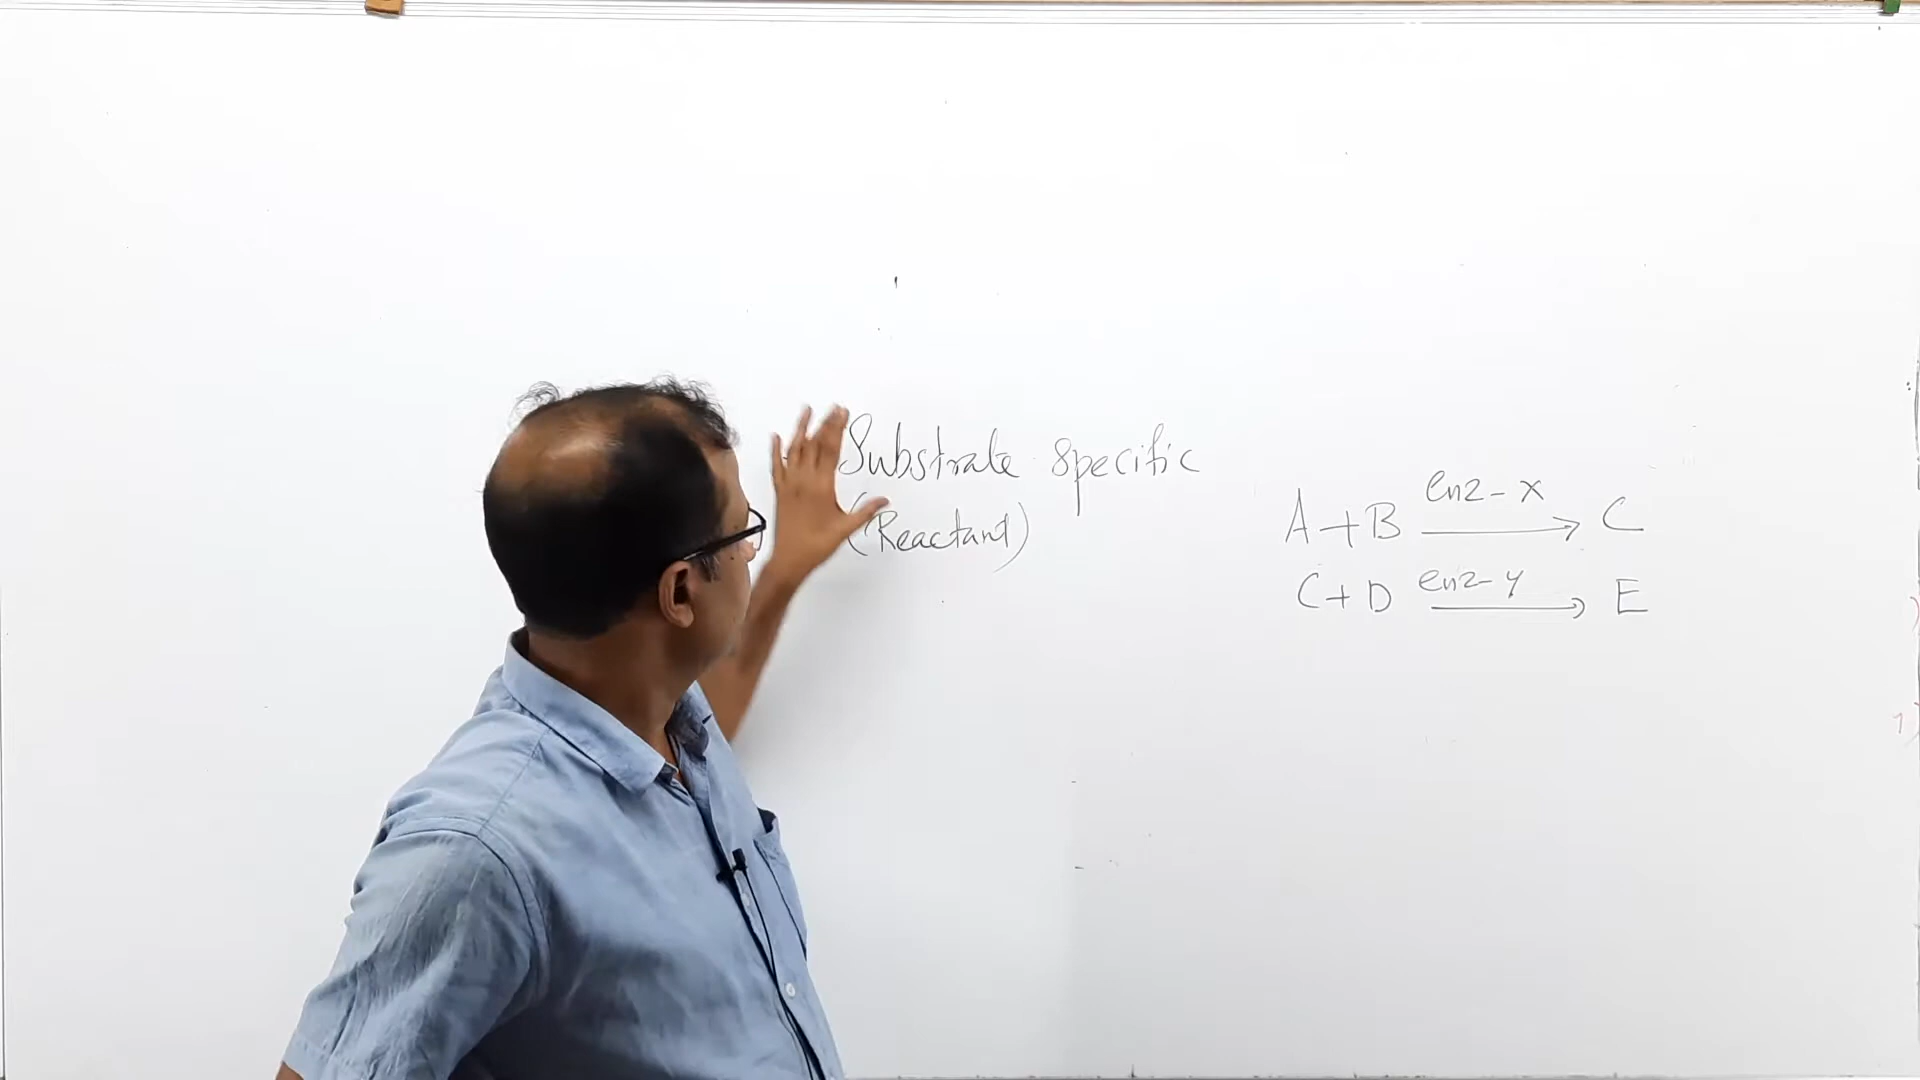 Substrate specific
(Reactant)
A+B enz-x → C
C+D enz-y → E